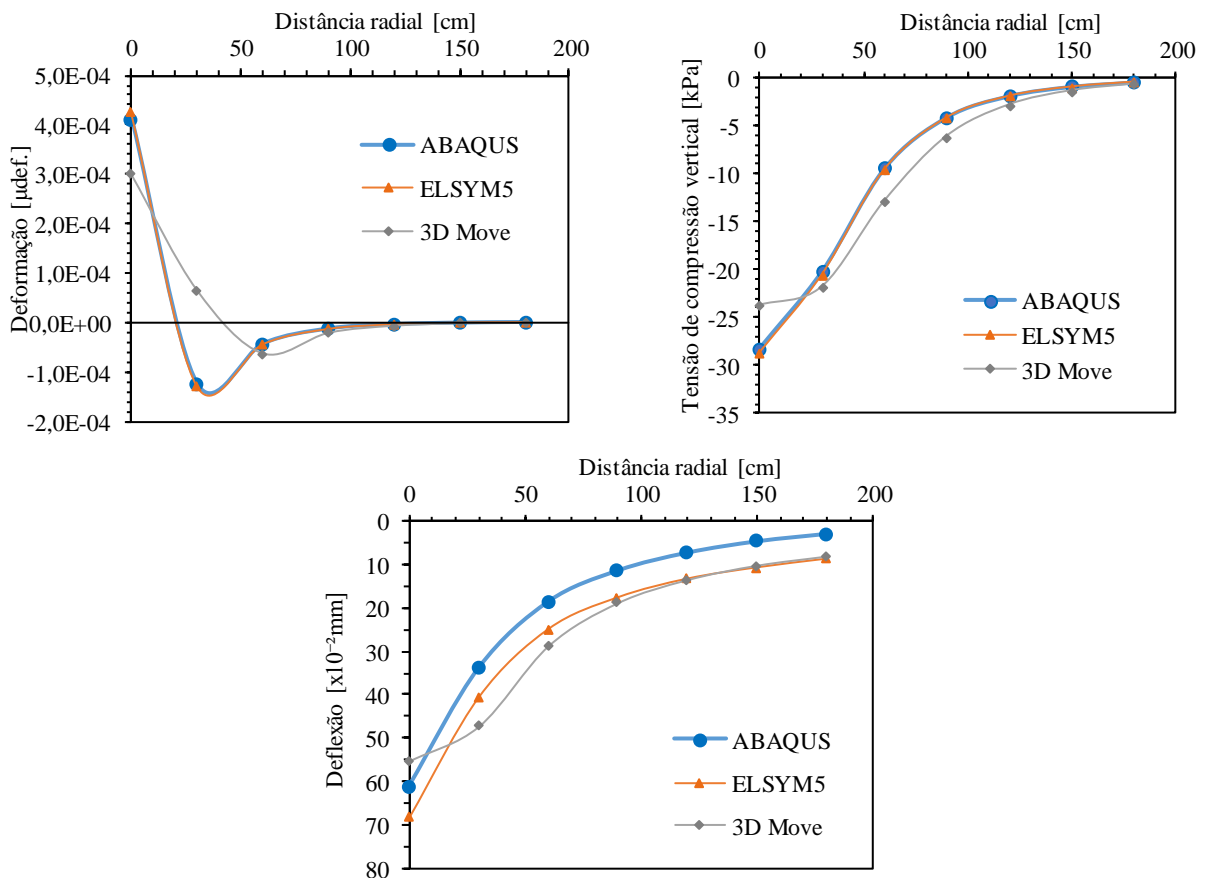 Distância radial [cm]
0 50 100 150 200
5,0E-04
4,0E-04
3,0E-04
2,0E-04
1,0E-04
0,0E+00
-1,0E-04
-2,0E-04
Deformação [μdef.]
ABAQUS
ELSYM5
3D Move
Distância radial [cm]
0 50 100 150 200
0
-5
-10
-15
-20
-25
-30
-35
Tensão de compressão vertical [kPa]
ABAQUS
ELSYM5
3D Move
Distância radial [cm]
0 50 100 150 200
0
10
20
30
40
50
60
70
80
Deflexão [x10⁻²mm]
ABAQUS
ELSYM5
3D Move